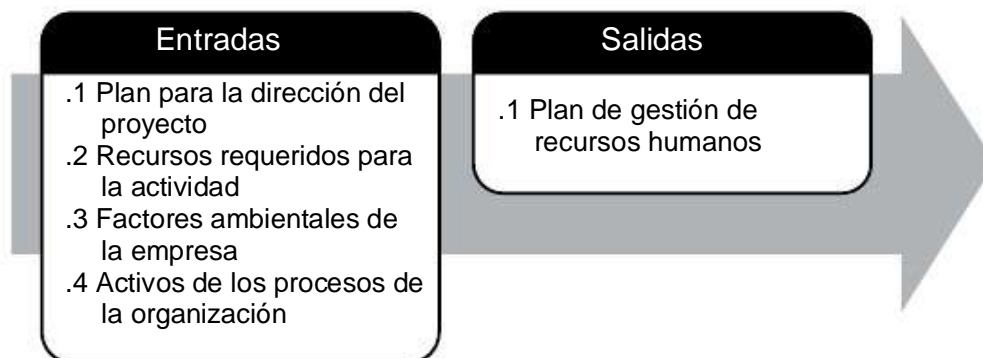 Entradas
.1 Plan para la dirección del
proyecto
.2 Recursos requeridos para
la actividad
.3 Factores ambientales de
la empresa
.4 Activos de los procesos de
la organización
Salidas
.1 Plan de gestión de
recursos humanos